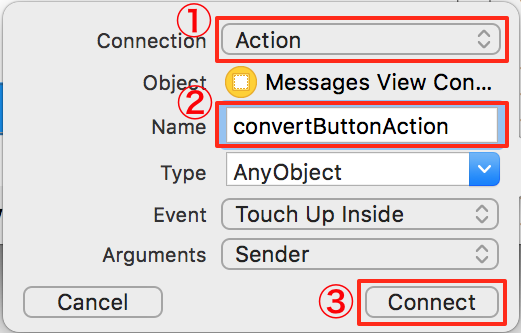 ①
Connection Action
Object Messages View Con...
②
Name convertButtonAction
Type AnyObject
Event Touch Up Inside
Arguments Sender
Cancel ③ Connect